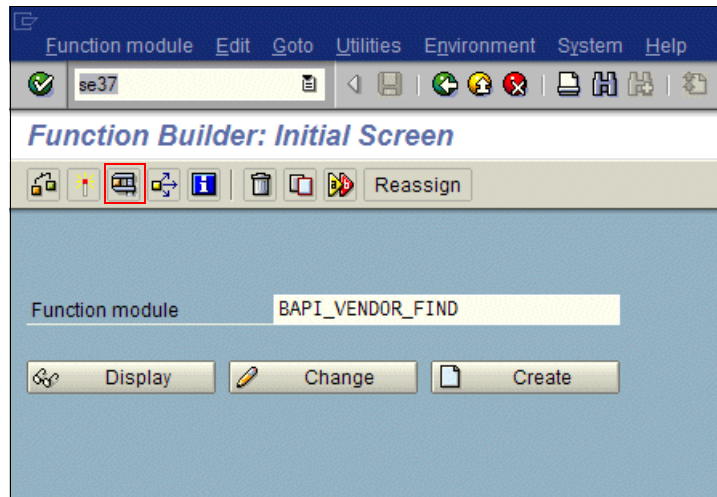 Function module Edit Goto Utilities Environment System Help
se37
Function Builder: Initial Screen
Reassign
Function module BAPI_VENDOR_FIND
Display Change Create